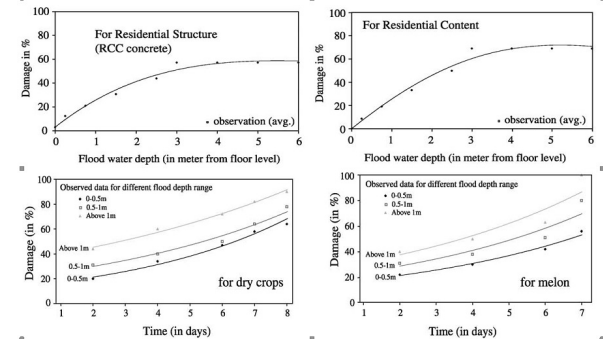 For Residential Structure
(RCC concrete)
Damage in %
100
80
60
40
20
0
observation (avg.)
0 1 2 3 4 5 6
Flood water depth (in meter from floor level)
For Residential Content
Damage in %
100
80
60
40
20
0
observation (avg.)
0 1 2 3 4 5 6
Flood water depth (in meter from floor level)
Observed data for different flood depth range
0-0.5m
0.5-1m
Above 1m
Damage (in %)
100
80
60
40
20
0
Above 1m
0.5-1m
0-0.5m
for dry crops
1 2 3 4 5 6 7 8
Time (in days)
Observed data for different flood depth range
0-0.5m
0.5-1m
Above 1m
Damage (in %)
100
80
60
40
20
0
Above 1m
0.5-1m
0-0.5m
for melon
1 2 3 4 5 6 7
Time (in days)